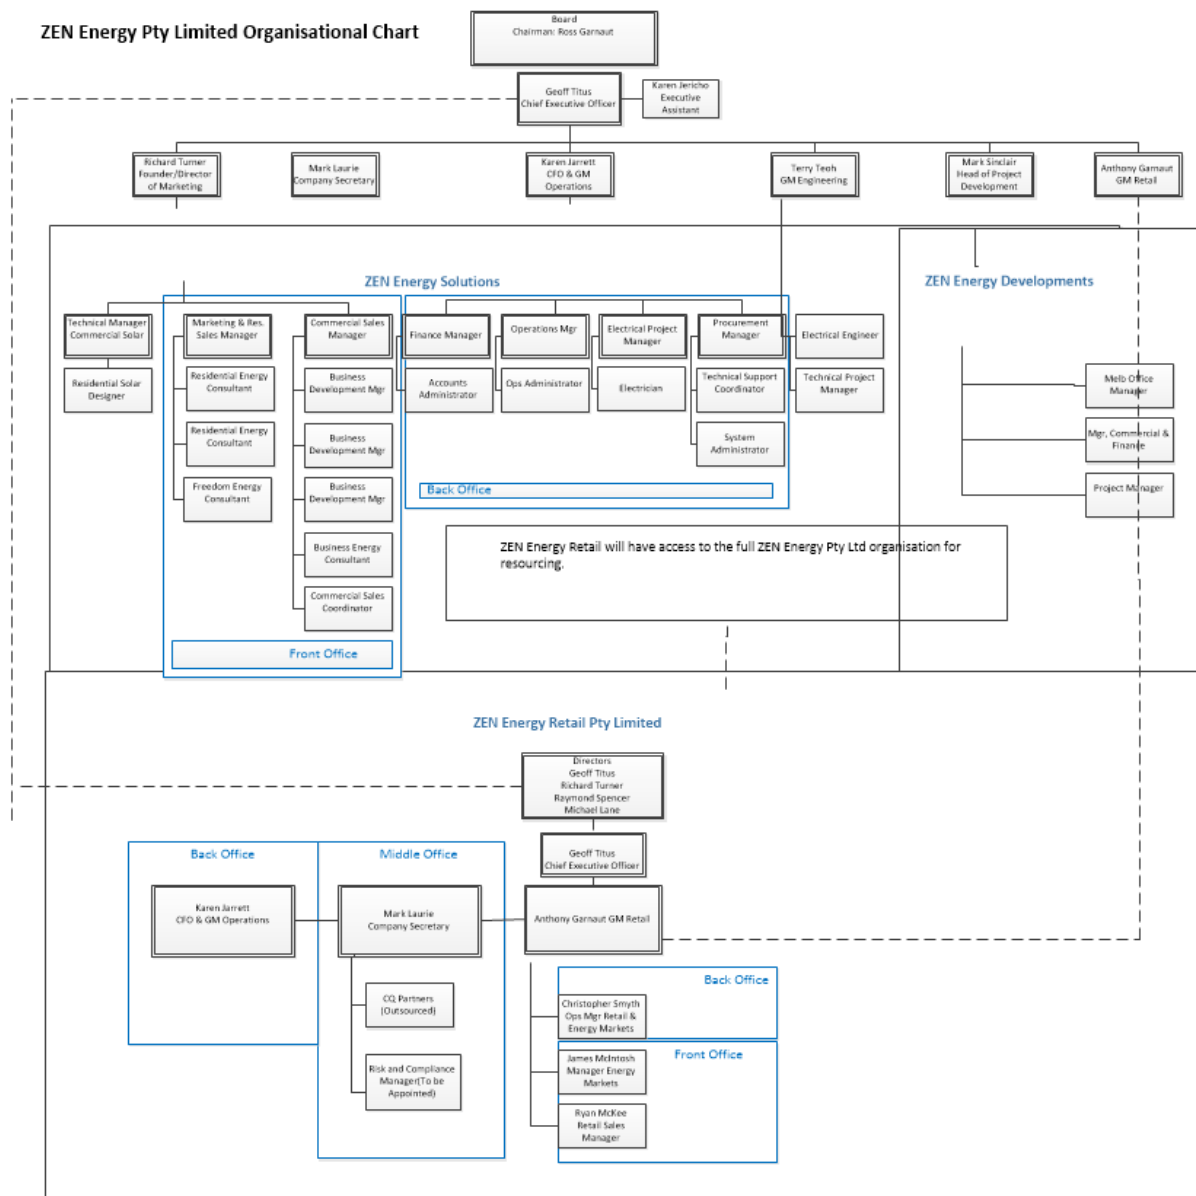 ZEN Energy Pty Limited Organisational Chart
Board
Chairman: Ross Garnaut
Geoff Titus
Chief Executive Officer
Karen Jericho
Executive
Assistant
Richard Turner
Founder/Director
of Marketing
Mark Laurie
Company Secretary
Karen Jarrett
CFO & GM
Operations
Terry Teoh
GM Engineering
Mark Sinclair
Head of Project
Development
Anthony Garnaut
GM Retail
ZEN Energy Solutions
ZEN Energy Developments
Technical Manager
Commercial Solar
Residential Solar
Designer
Marketing & Res.
Sales Manager
Residential Energy
Consultant
Residential Energy
Consultant
Freedom Energy
Consultant
Commercial Sales
Manager
Business
Development Mgr
Business
Development Mgr
Business
Development Mgr
Business Energy
Consultant
Commercial Sales
Coordinator
Front Office
Finance Manager
Accounts
Administrator
Operations Mgr
Ops Administrator
Electrical Project
Manager
Electrician
Procurement
Manager
Technical Support
Coordinator
System
Administrator
Back Office
Electrical Engineer
Technical Project
Manager
Melb Office
Manager
Mgr, Commercial &
Finance
Project Manager
ZEN Energy Retail will have access to the full ZEN Energy Pty Ltd organisation for
resourcing.
ZEN Energy Retail Pty Limited
Directors
Geoff Titus
Richard Turner
Raymond Spencer
Michael Lane
Geoff Titus
Chief Executive Officer
Back Office
Karen Jarrett
CFO & GM Operations
Middle Office
Mark Laurie
Company Secretary
CQ Partners
(Outsourced)
Risk and Compliance
Manager(To be
Appointed)
Anthony Garnaut GM Retail
Back Office
Christopher Smyth
Ops Mgr Retail &
Energy Markets
Front Office
James McIntosh
Manager Energy
Markets
Ryan McKee
Retail Sales
Manager